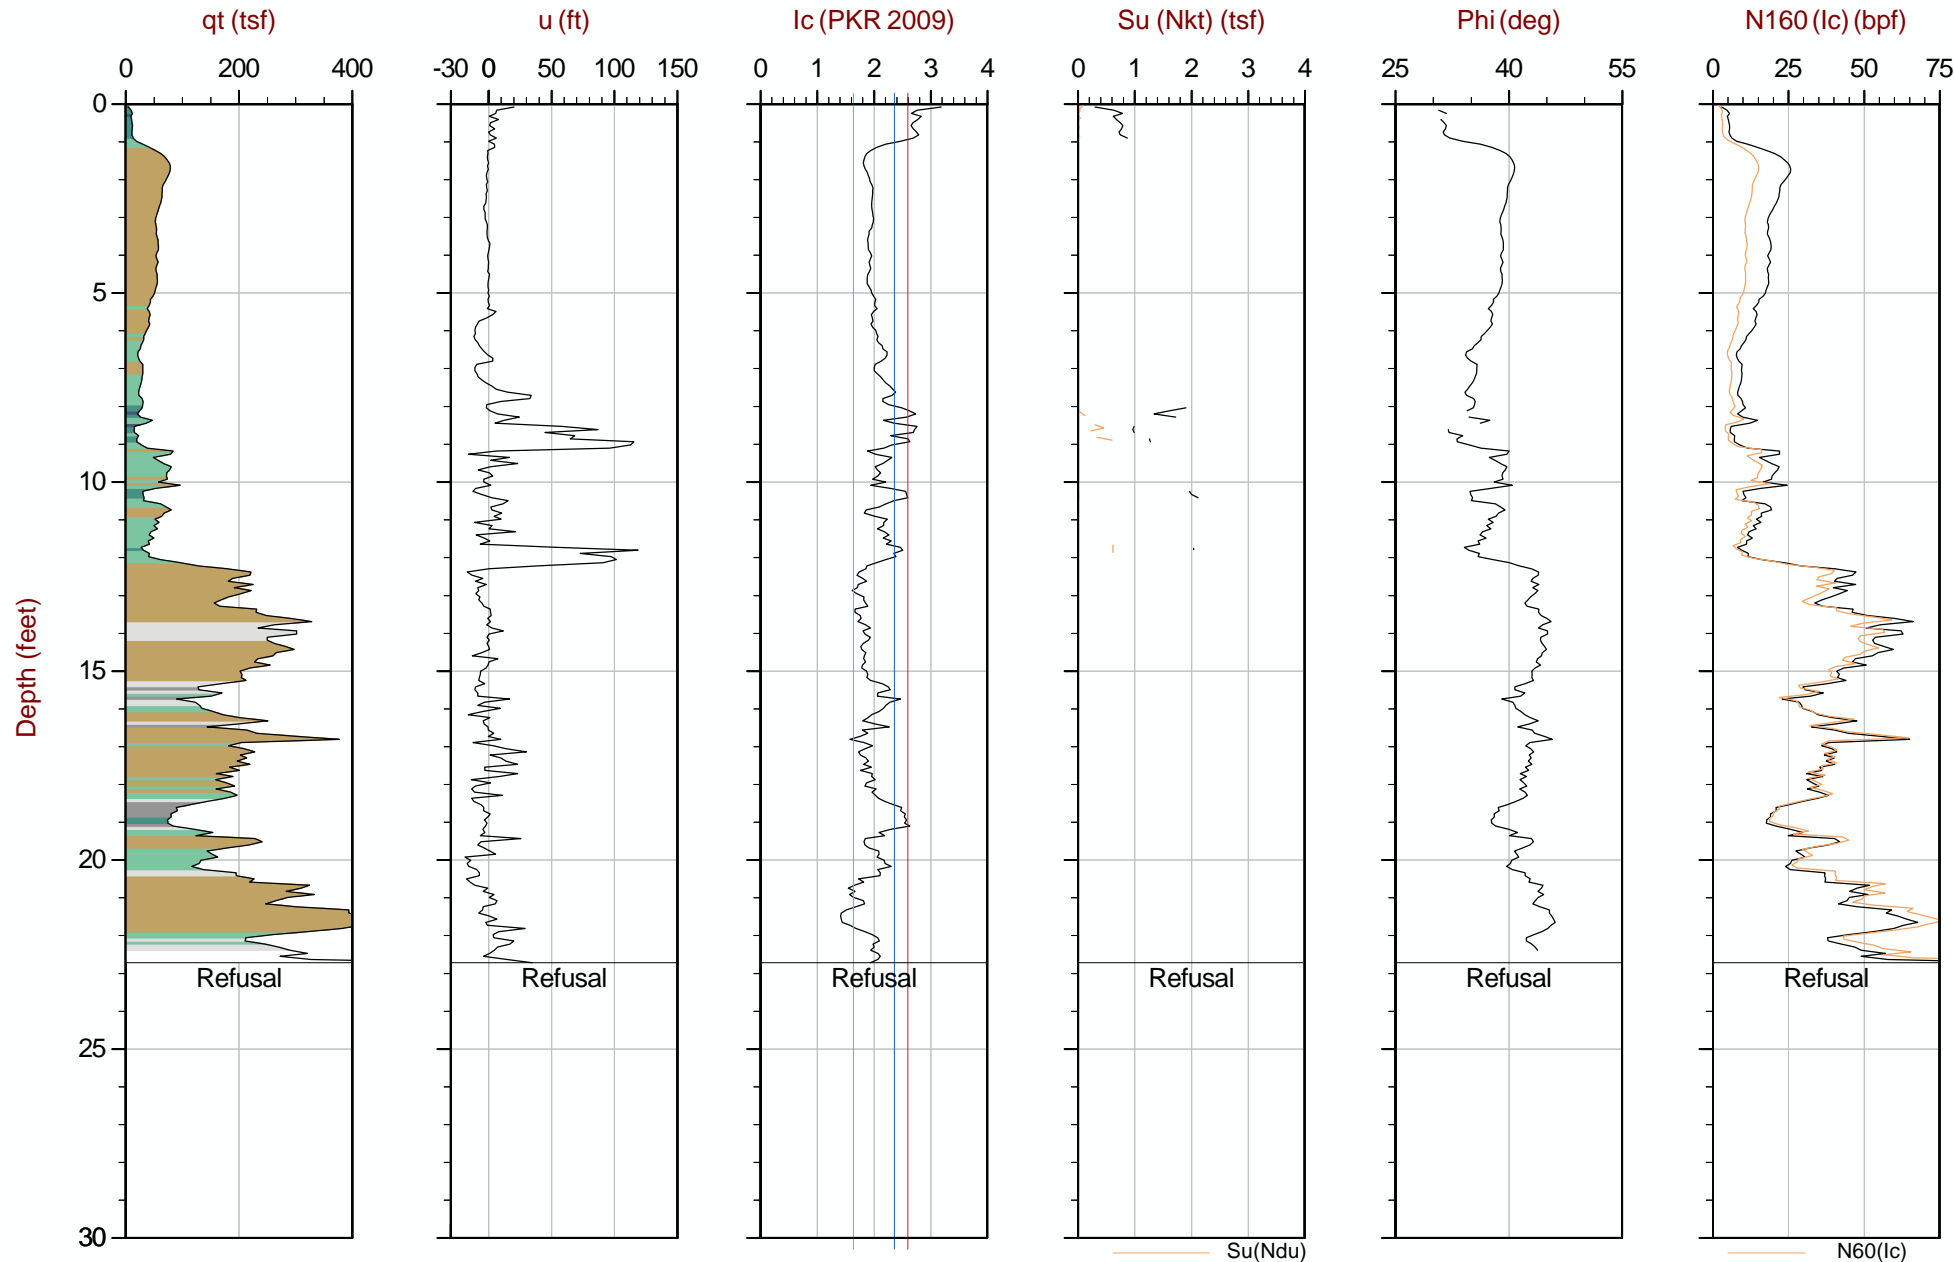 qt (tsf) u (ft) Ic (PKR 2009) Su (Nkt) (tsf) Phi (deg) N160 (Ic) (bpf)
0 200 400 -30 0 50 100 150 0 1 2 3 4 0 1 2 3 4 25 40 55 0 25 50 75
0
5
10
15
20
25
30
Depth (feet)
Refusal Refusal Refusal Refusal Refusal Refusal
Su(Ndu) N60(Ic)